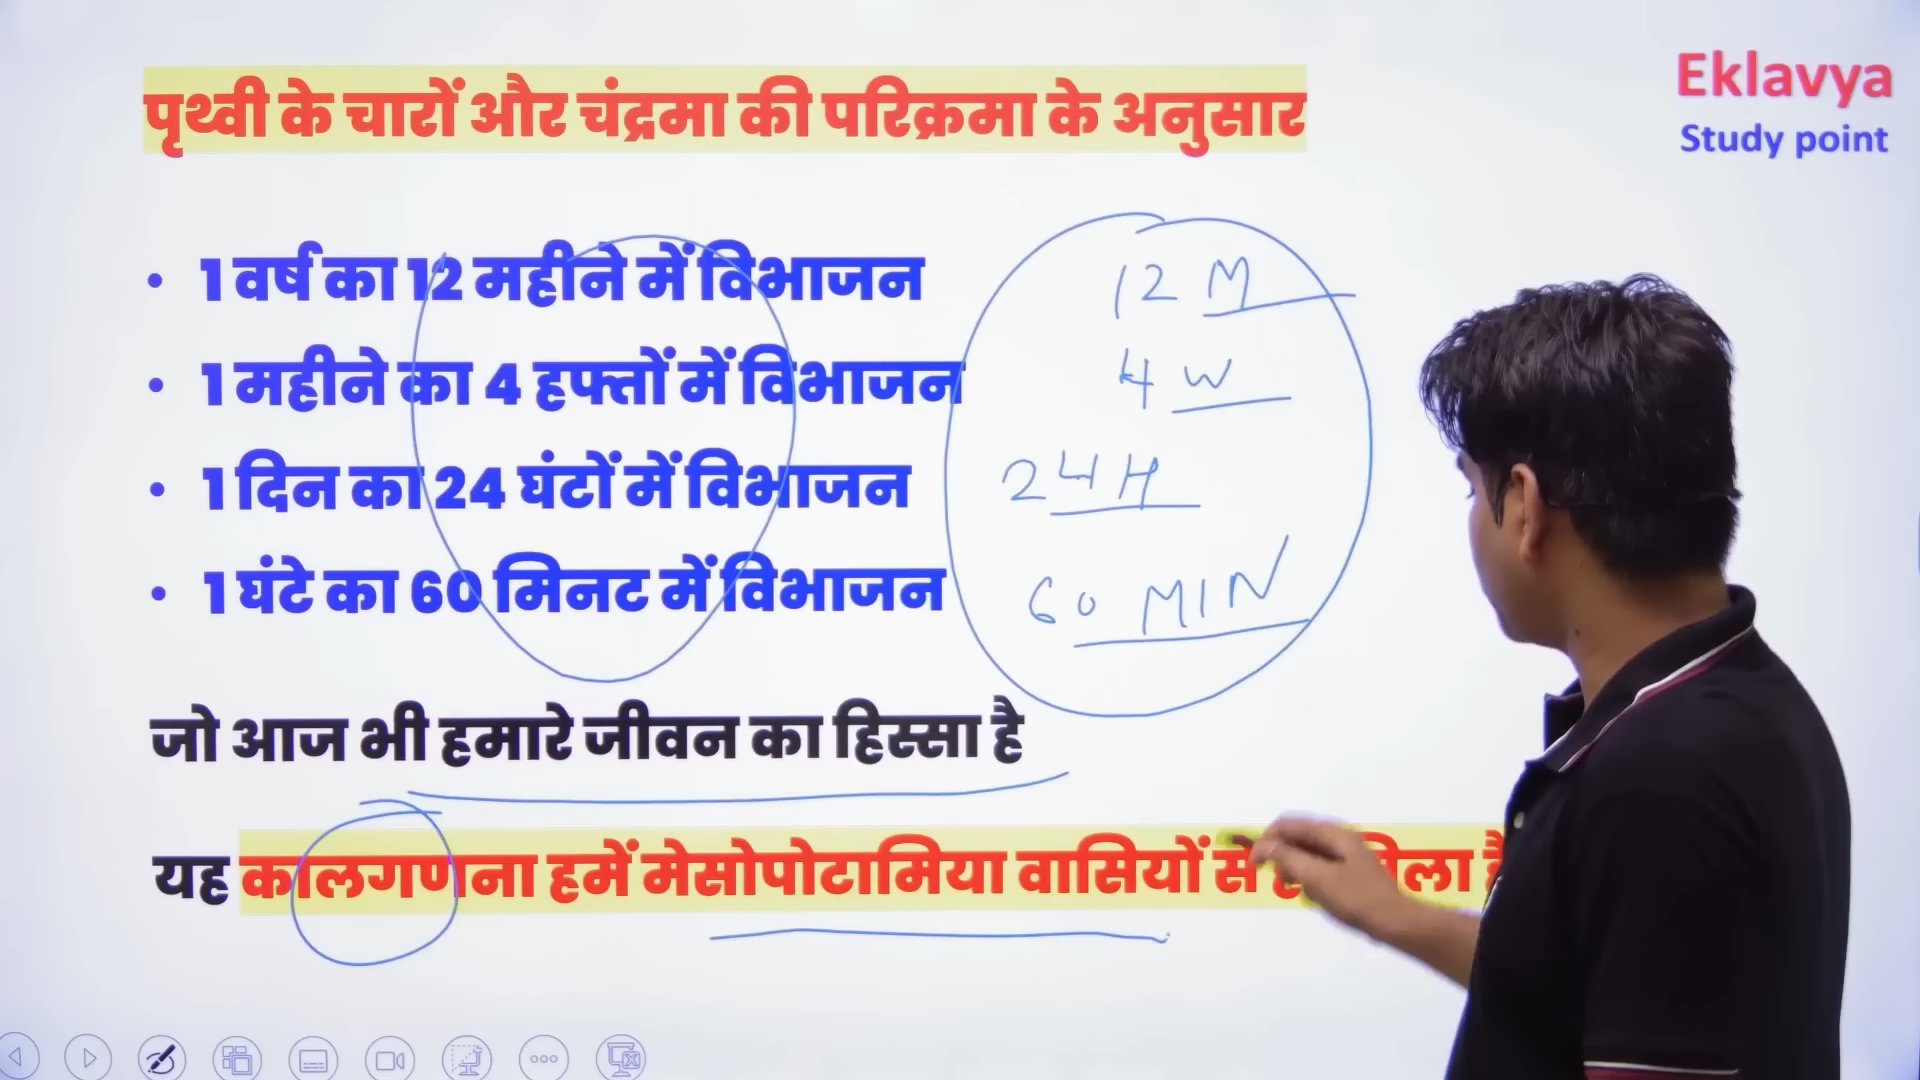 पृथ्वी के चारों और चंद्रमा की परिक्रमा के अनुसार
Eklavya
Study point
• 1 वर्ष का 12 महीने में विभाजन
12 M
• 1 महीने का 4 हफ्तों में विभाजन
4 W
• 1 दिन का 24 घंटों में विभाजन
24 H
• 1 घंटे का 60 मिनट में विभाजन
60 MIN
जो आज भी हमारे जीवन का हिस्सा है
यह कालगणना हमें मेसोपोटामिया वासियों से